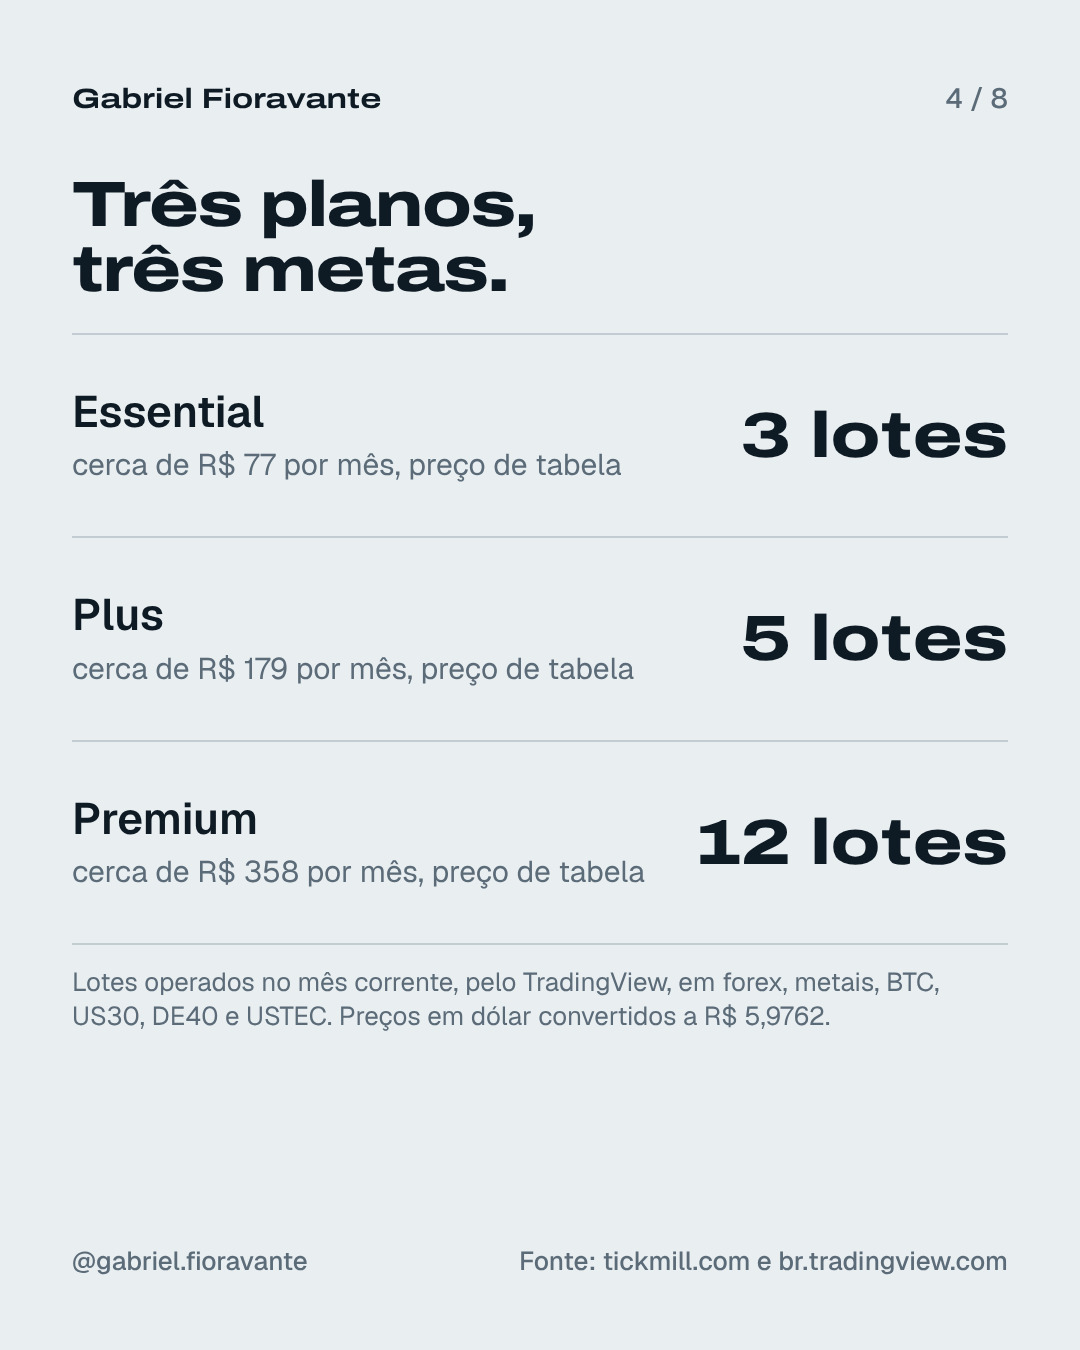 Gabriel Fioravante
4 / 8
Três planos,
três metas.
Essential
cerca de R$ 77 por mês, preço de tabela
3 lotes
Plus
cerca de R$ 179 por mês, preço de tabela
5 lotes
Premium
cerca de R$ 358 por mês, preço de tabela
12 lotes
Lotes operados no mês corrente, pelo TradingView, em forex, metais, BTC,
US30, DE40 e USTEC. Preços em dólar convertidos a R$ 5,9762.
@gabriel.fioravante
Fonte: tickmill.com e br.tradingview.com